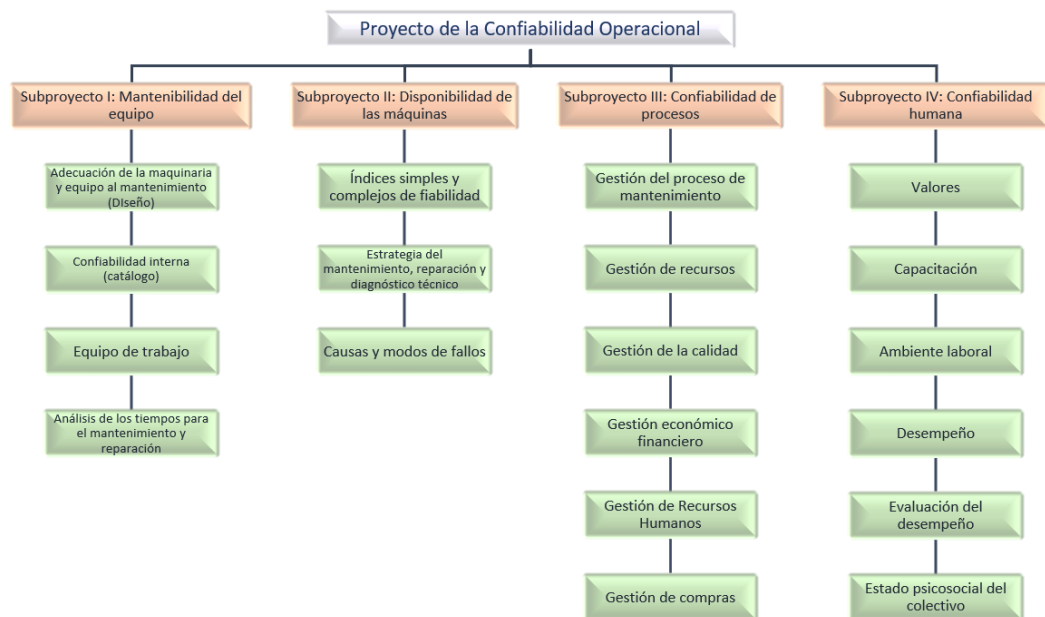 Proyecto de la Confiabilidad Operacional
Subproyecto I: Mantenibilidad del
equipo
Adecuación de la maquinaria
y equipo al mantenimiento
(DIseño)
Confiabilidad interna
(catálogo)
Equipo de trabajo
Análisis de los tiempos para
el mantenimiento y
reparación
Subproyecto II: Disponibilidad de
las máquinas
Índices simples y
complejos de fiabilidad
Estrategia del
mantenimiento, reparación y
diagnóstico técnico
Causas y modos de fallos
Subproyecto III: Confiabilidad de
procesos
Gestión del proceso de
mantenimiento
Gestión de recursos
Gestión de la calidad
Gestión económico
financiero
Gestión de Recursos
Humanos
Gestión de compras
Subproyecto IV: Confiabilidad
humana
Valores
Capacitación
Ambiente laboral
Desempeño
Evaluación del
desempeño
Estado psicosocial del
colectivo